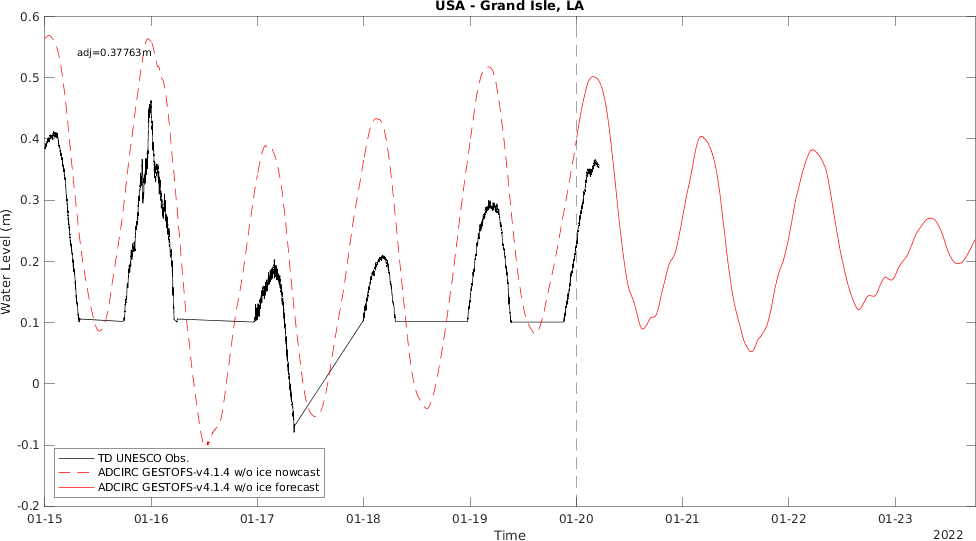 USA - Grand Isle, LA
adj=0.37763m
Water Level (m)
0.6
0.5
0.4
0.3
0.2
0.1
0
-0.1
-0.2
TD UNESCO Obs.
ADCIRC GESTOFS-v4.1.4 w/o ice nowcast
ADCIRC GESTOFS-v4.1.4 w/o ice forecast
01-15 01-16 01-17 01-18 01-19 01-20 01-21 01-22 01-23
Time
2022